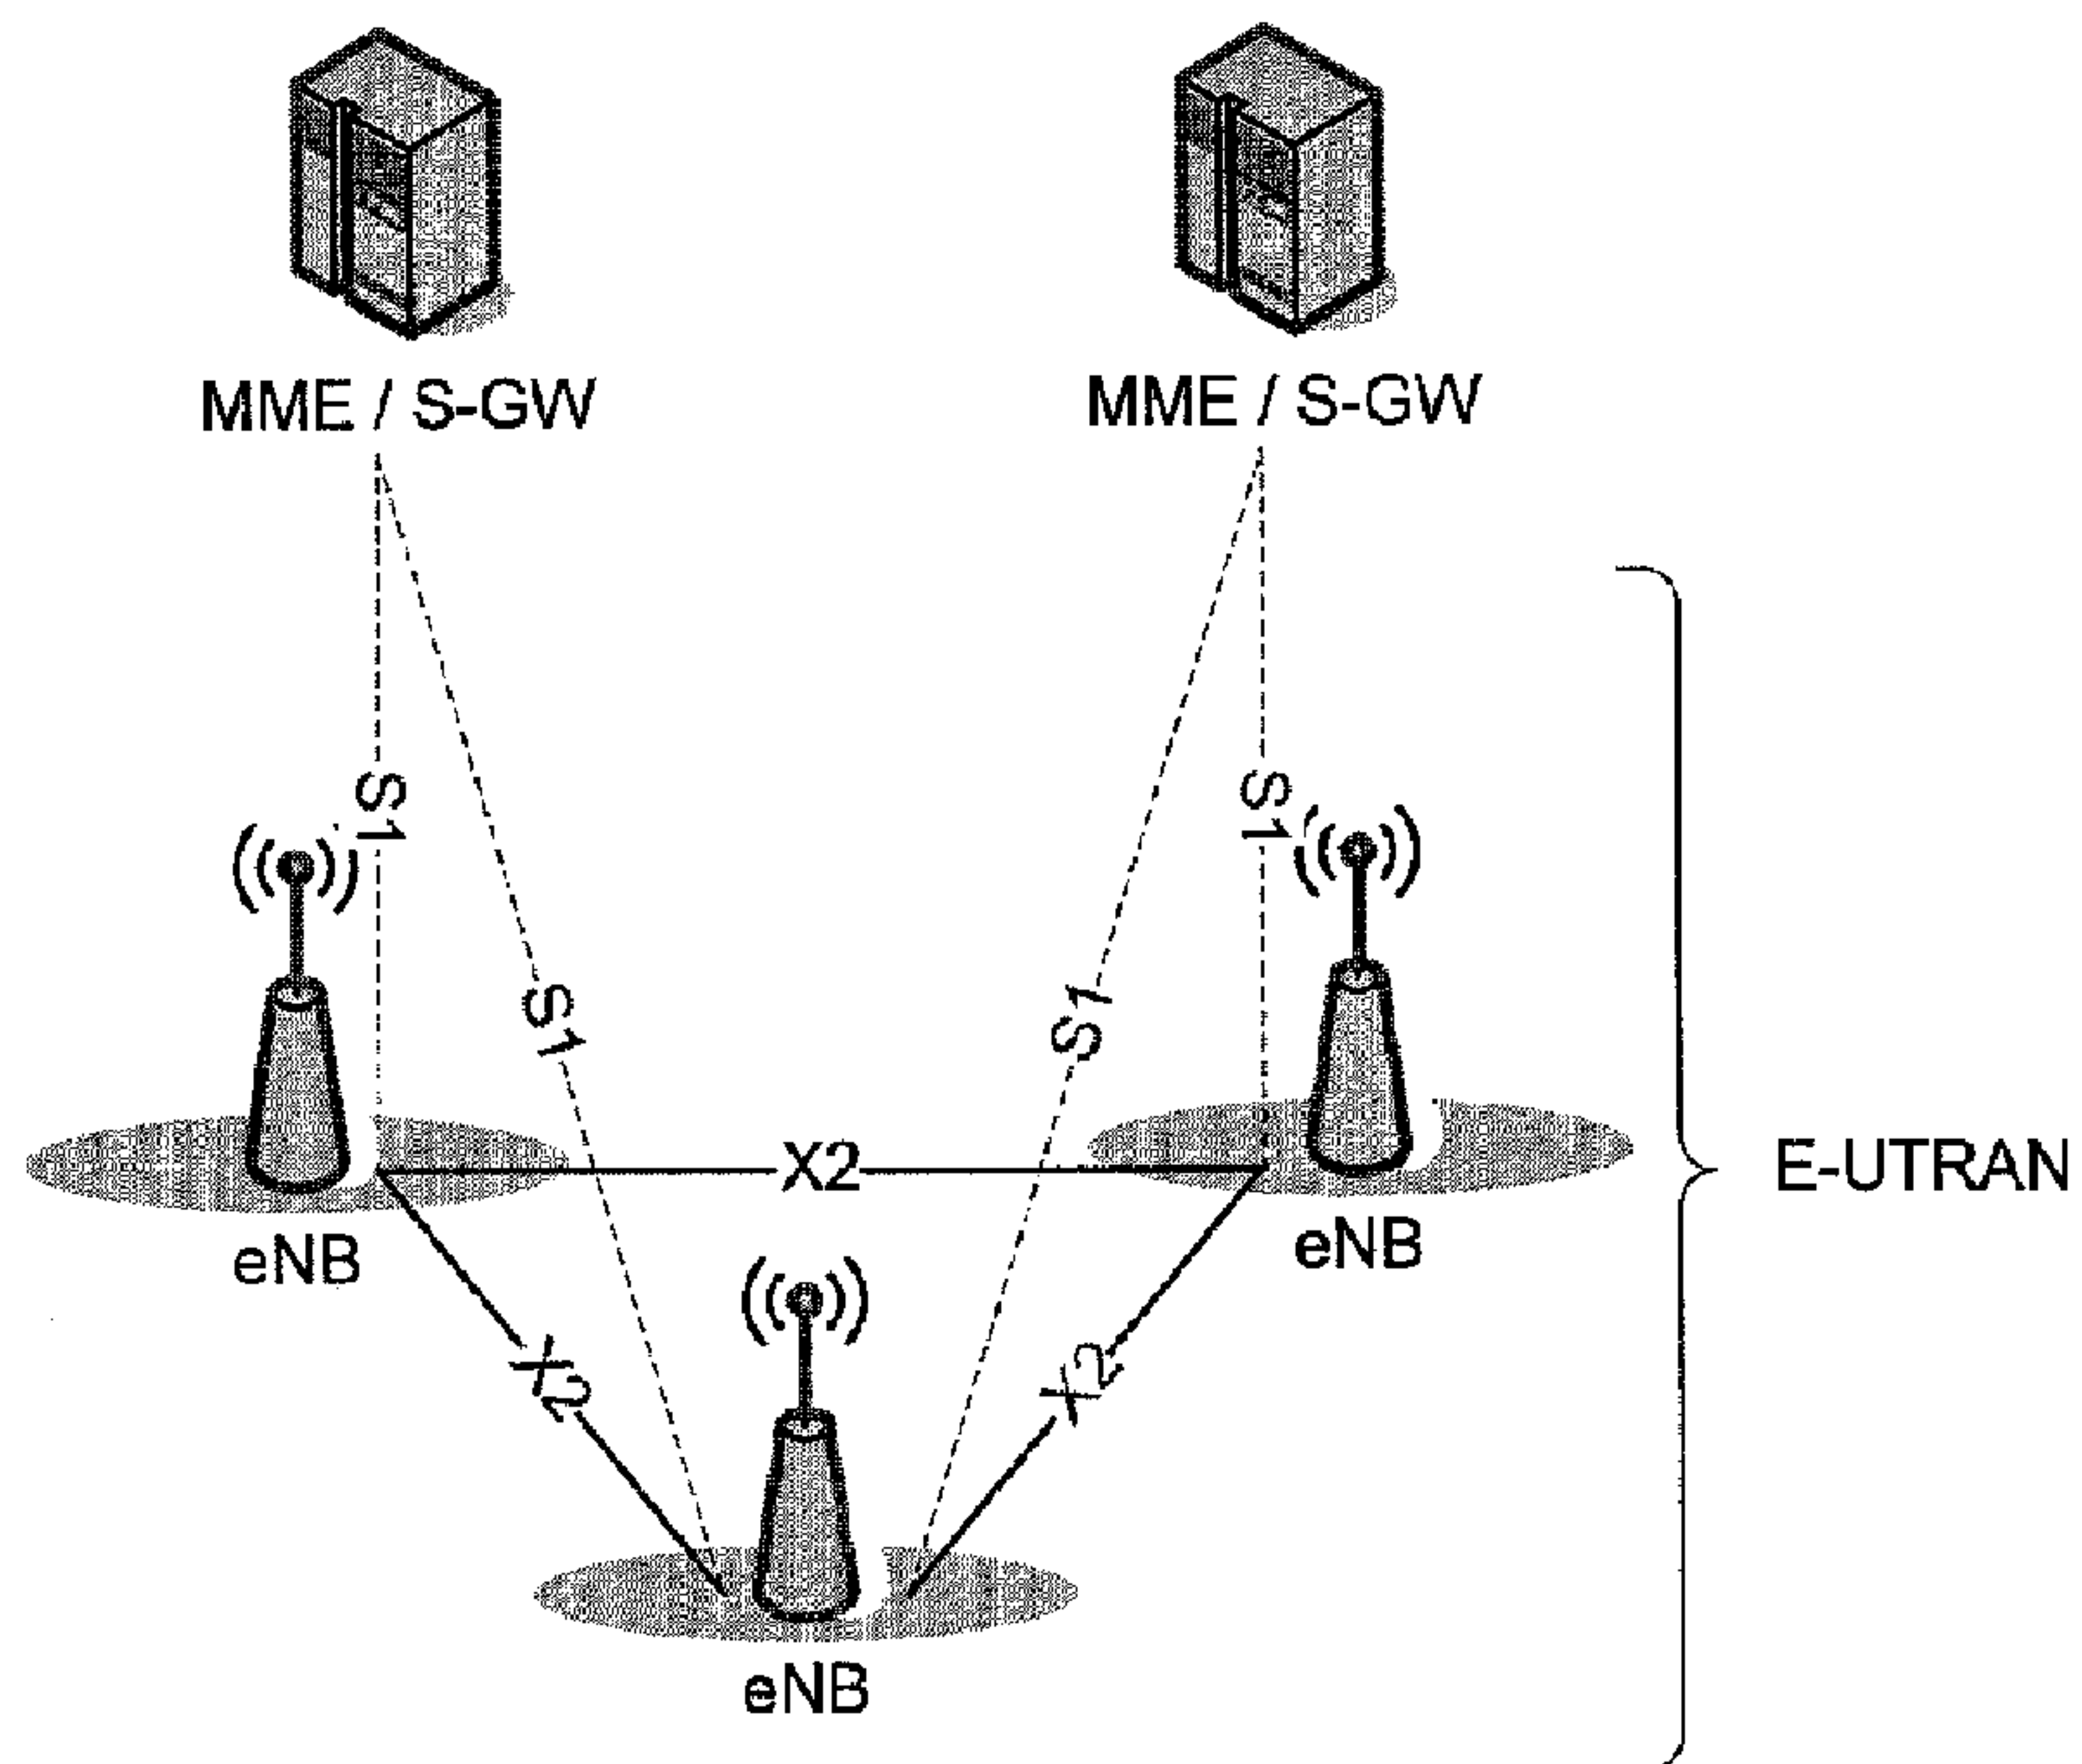 MME / S-GW
MME / S-GW
S1
S1
S1
S1
X2
E-UTRAN
eNB
eNB
X2
X2
eNB